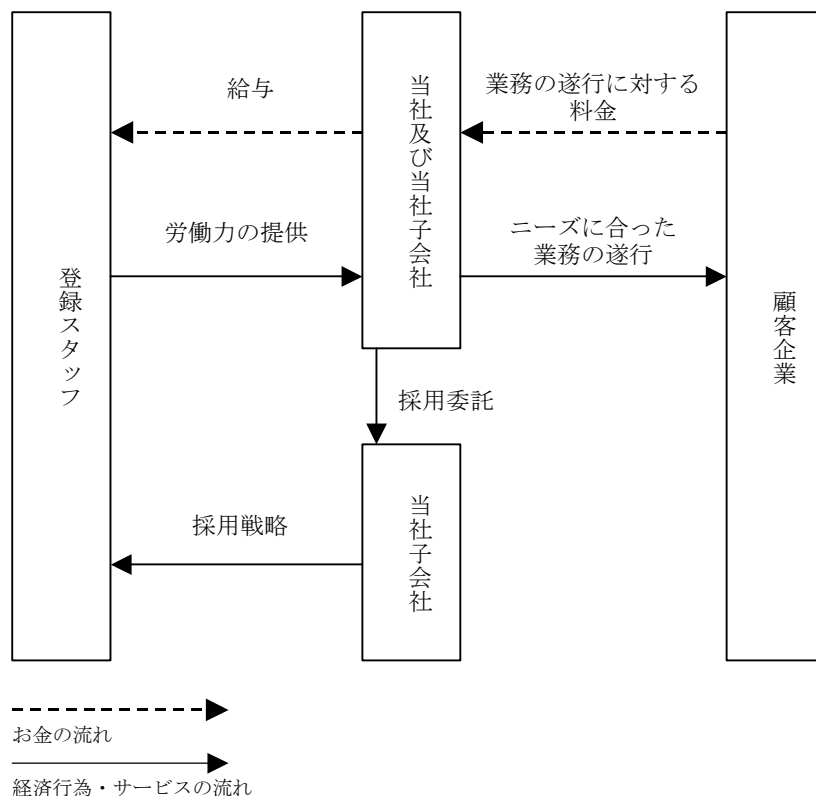 給与
業務の遂行に対する
料金
当社及び当社子会社
労働力の提供
ニーズに合った
業務の遂行
登録スタッフ
顧客企業
採用委託
当社子会社
採用戦略
お金の流れ
経済行為・サービスの流れ